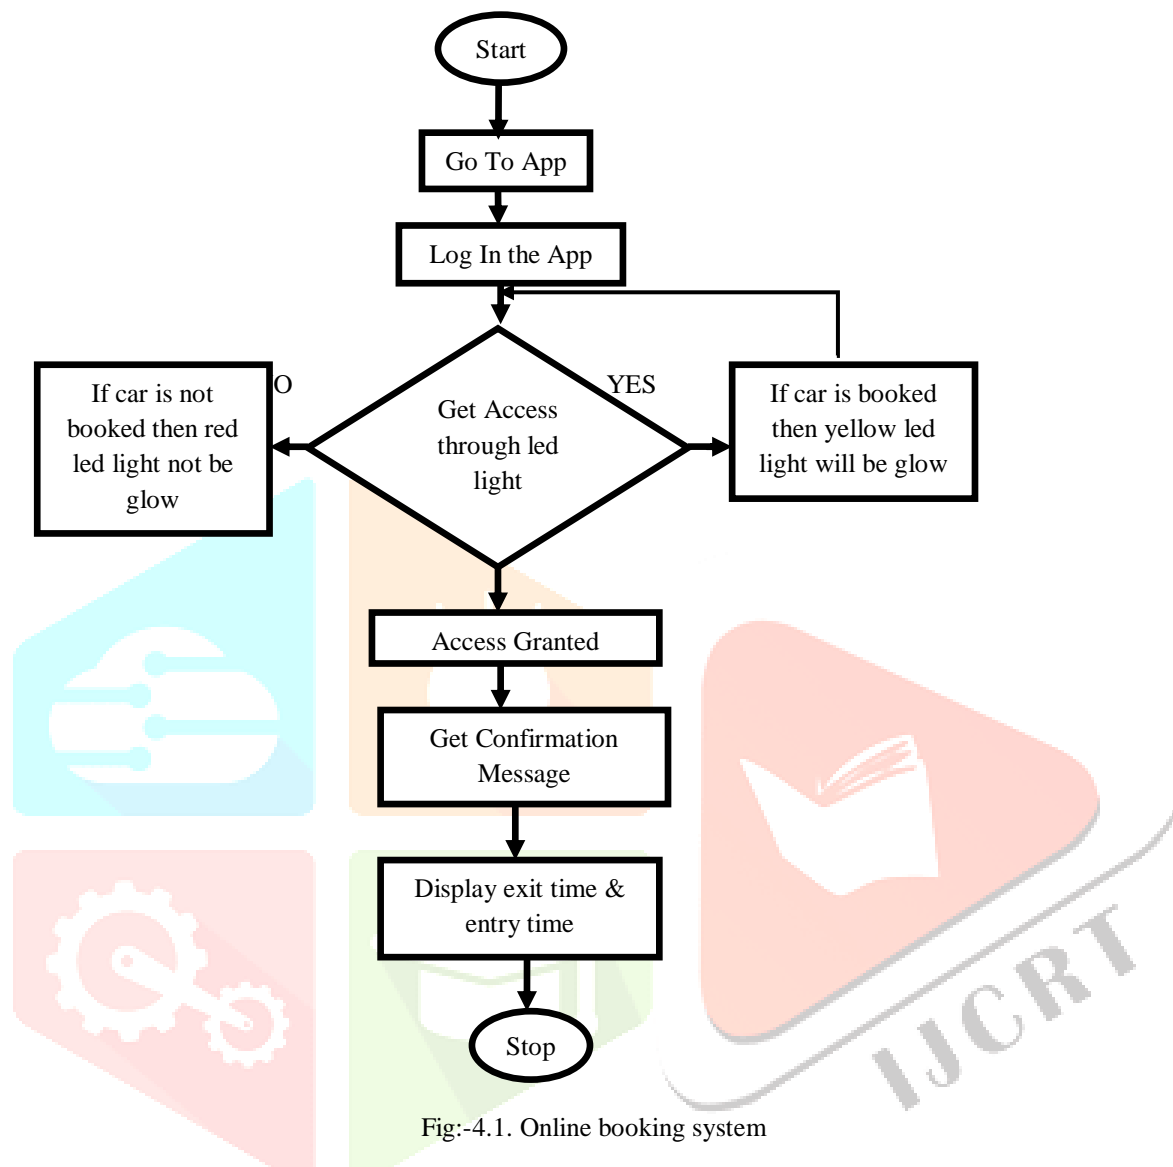 Start
Go To App
Log In the App
If car is not
booked then red
led light not be
glow
O
Get Access
through led
light
YES
If car is booked
then yellow led
light will be glow
Access Granted
Get Confirmation
Message
Display exit time &
entry time
Stop
IJCRT
Fig:-4.1. Online booking system